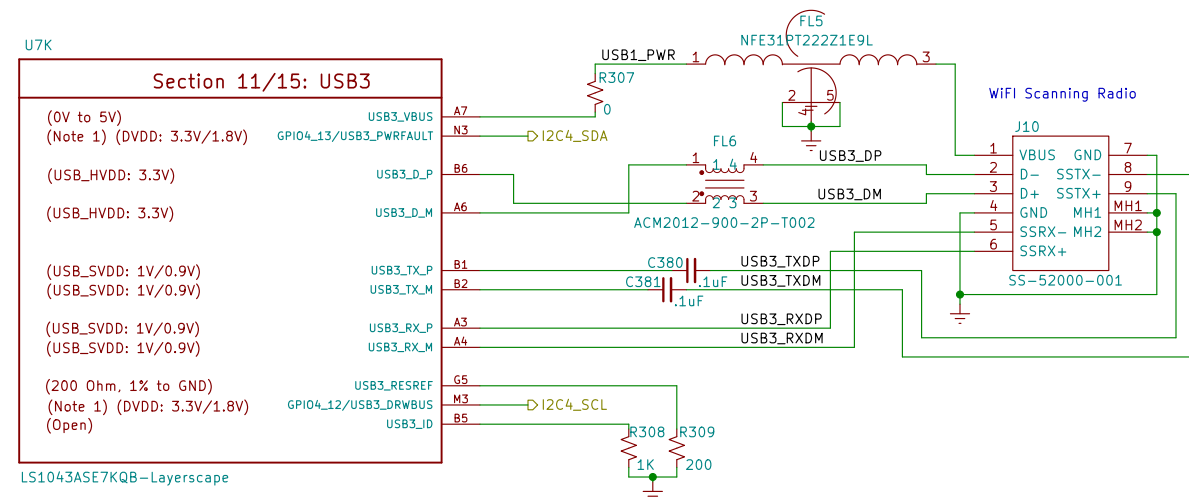 FL5
NFE31PT222Z1E9L
U7K
USB1_PWR
1
3
Section 11/15: USB3
R307
0
2
4
5
WiFI Scanning Radio
(0V to 5V)
USB3_VBUS
A7
(Note 1) (DVDD: 3.3V/1.8V)
GPIO4_13/USB3_PWRFAULT
N3
I2C4_SDA
J10
FL6
1
1 4
4
USB3_DP
(USB_HVDD: 3.3V)
USB3_D_P
B6
2
2 3
3
USB3_DM
(USB_HVDD: 3.3V)
USB3_D_M
A6
ACM2012-900-2P-T002
1
VBUS
GND
7
2
D-
SSTX-
8
3
D+
SSTX+
9
4
GND
MH1
MH1
5
SSRX-
MH2
MH2
6
SSRX+
SS-52000-001
(USB_SVDD: 1V/0.9V)
USB3_TX_P
B1
C380
.1uF
USB3_TXDP
(USB_SVDD: 1V/0.9V)
USB3_TX_M
B2
C381
.1uF
USB3_TXDM
(USB_SVDD: 1V/0.9V)
USB3_RX_P
A3
USB3_RXDP
(USB_SVDD: 1V/0.9V)
USB3_RX_M
A4
USB3_RXDM
(200 Ohm, 1% to GND)
USB3_RESREF
G5
(Note 1) (DVDD: 3.3V/1.8V)
GPIO4_12/USB3_DRWBUS
M3
I2C4_SCL
(Open)
USB3_ID
B5
R308
1K
R309
200
LS1043ASE7KQB-Layerscape